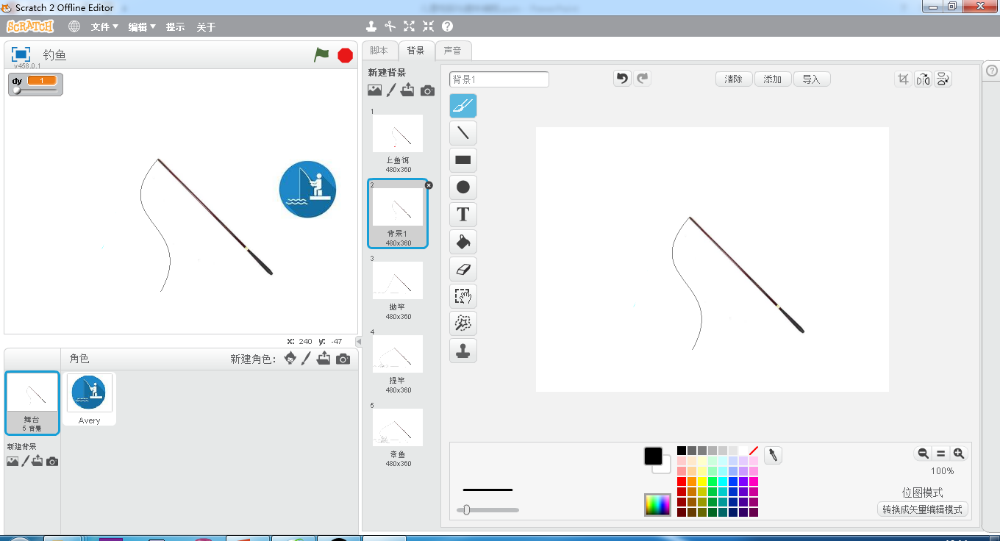 Scratch 2 Offline Editor
SCRATCH 文件 编辑 提示 关于
v458.0.1
钓鱼
dy 1
脚本 背景 声音
新建背景
背景1
清除 添加 导入
1
上鱼饵
480x360
2
背景1
480x360
3
抛竿
480x360
4
提竿
480x360
5
480x360
T
X: 240 y: -47
角色
新建角色:
舞台
5 背景
新建背景
Avery
100%
位图模式
转换成矢量编辑模式